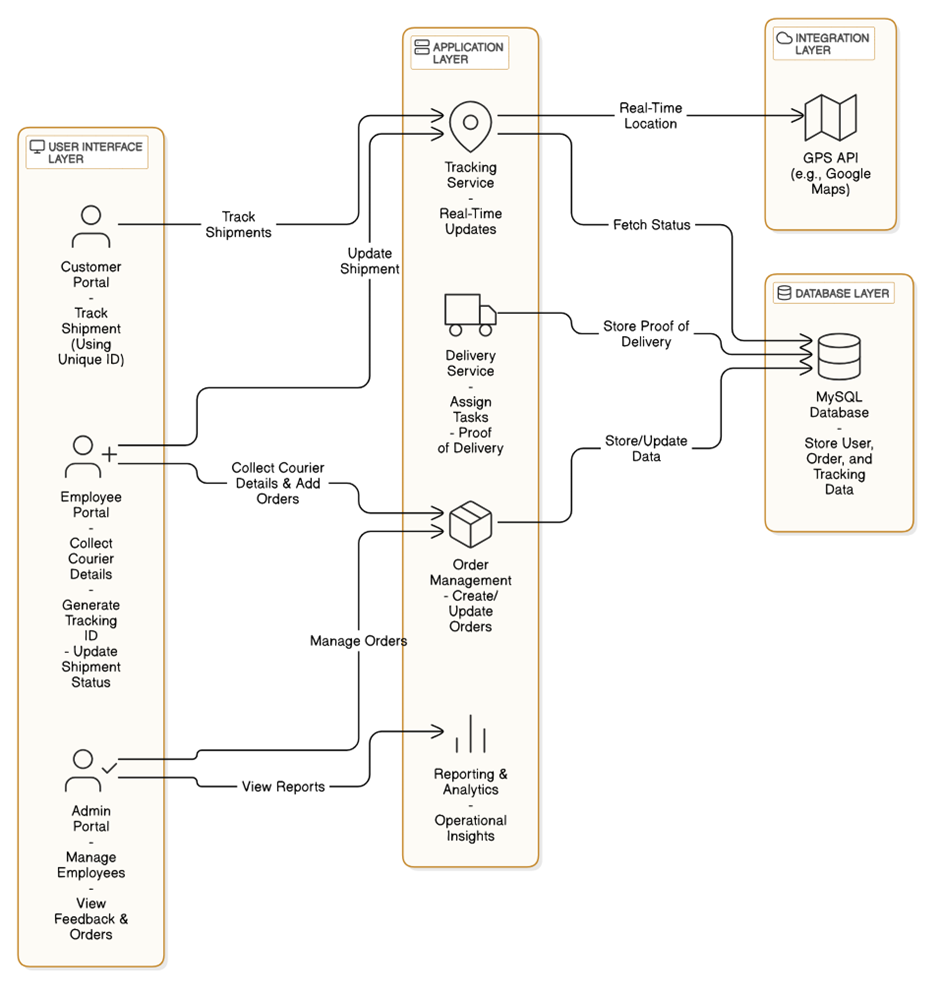 USER INTERFACE
LAYER
Customer
Portal
-
Track
Shipment
(Using
Unique ID)
Employee
Portal
-
Collect
Courier
Details
-
Generate
Tracking
ID
- Update
Shipment
Status
Admin
Portal
-
Manage
Employees
-
View
Feedback &
Orders
Track
Shipments
Update
Shipment
Collect Courier
Details & Add
Orders
Manage Orders
View Reports
APPLICATION
LAYER
Tracking
Service
-
Real-Time
Updates
Delivery
Service
-
Assign
Tasks
- Proof
of Delivery
Order
Management
- Create/
Update
Orders
Reporting &
Analytics
-
Operational
Insights
Real-Time
Location
Fetch Status
Store Proof of
Delivery
Store/Update
Data
INTEGRATION
LAYER
GPS API
(e.g., Google
Maps)
DATABASE LAYER
MySQL
Database
-
Store User,
Order, and
Tracking
Data